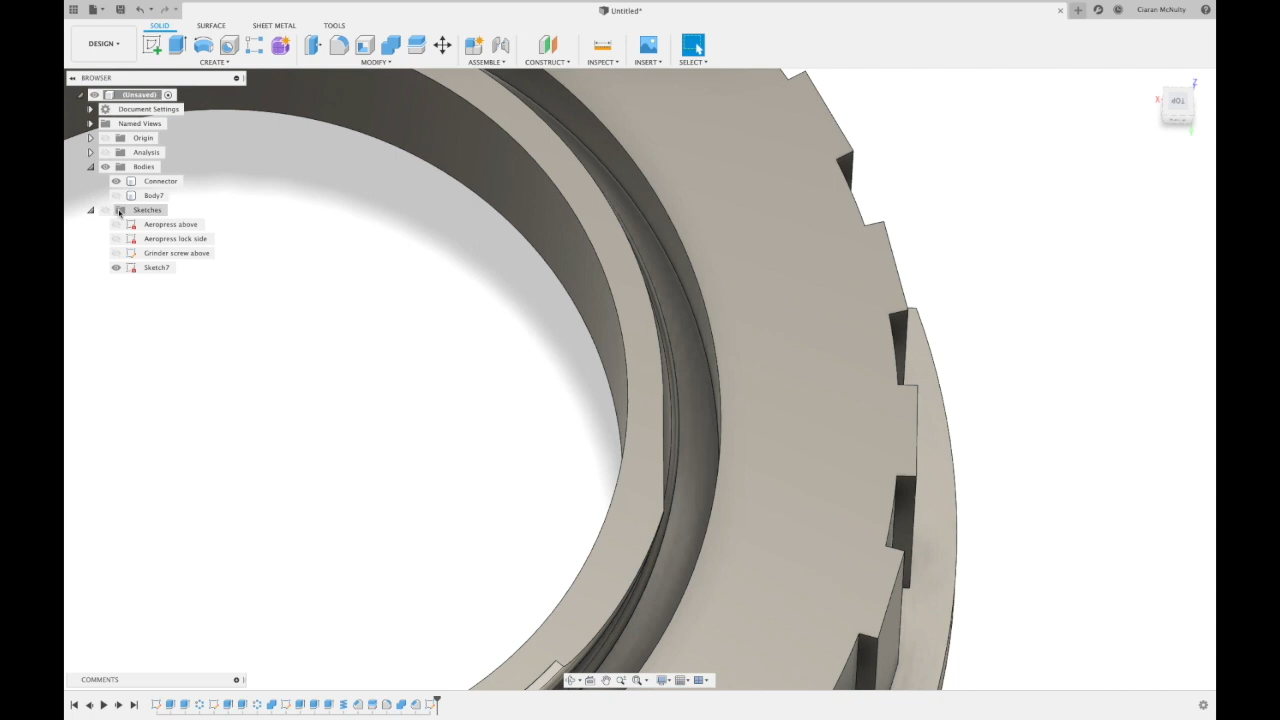 Untitled*
Ciaran McNulty
SOLID
SURFACE
SHEET METAL
TOOLS
DESIGN
CREATE
MODIFY
ASSEMBLE
CONSTRUCT
INSPECT
INSERT
SELECT
BROWSER
(Unsaved)
Document Settings
Named Views
Origin
Analysis
Bodies
Connector
Body7
Sketches
Aeropress above
Aeropress lock side
Grinder screw above
Sketch7
Z
X
TOP
COMMENTS